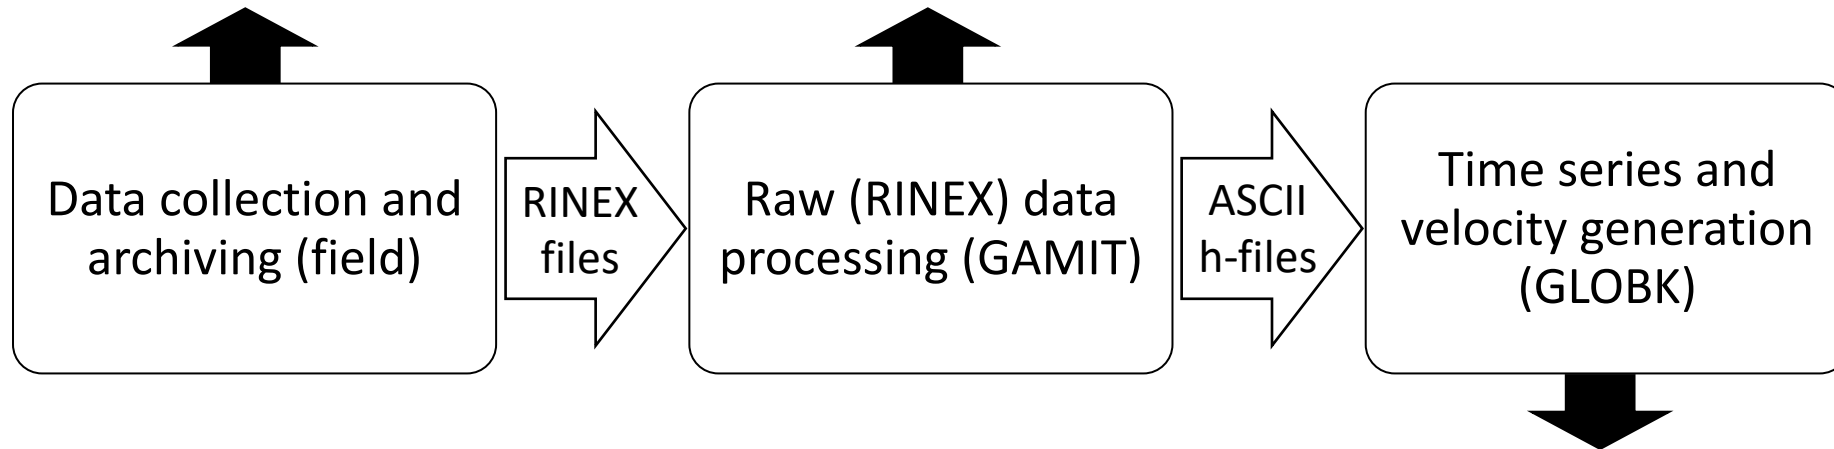 Data collection and
archiving (field)
RINEX
files
Raw (RINEX) data
processing (GAMIT)
ASCII
h-files
Time series and
velocity generation
(GLOBK)